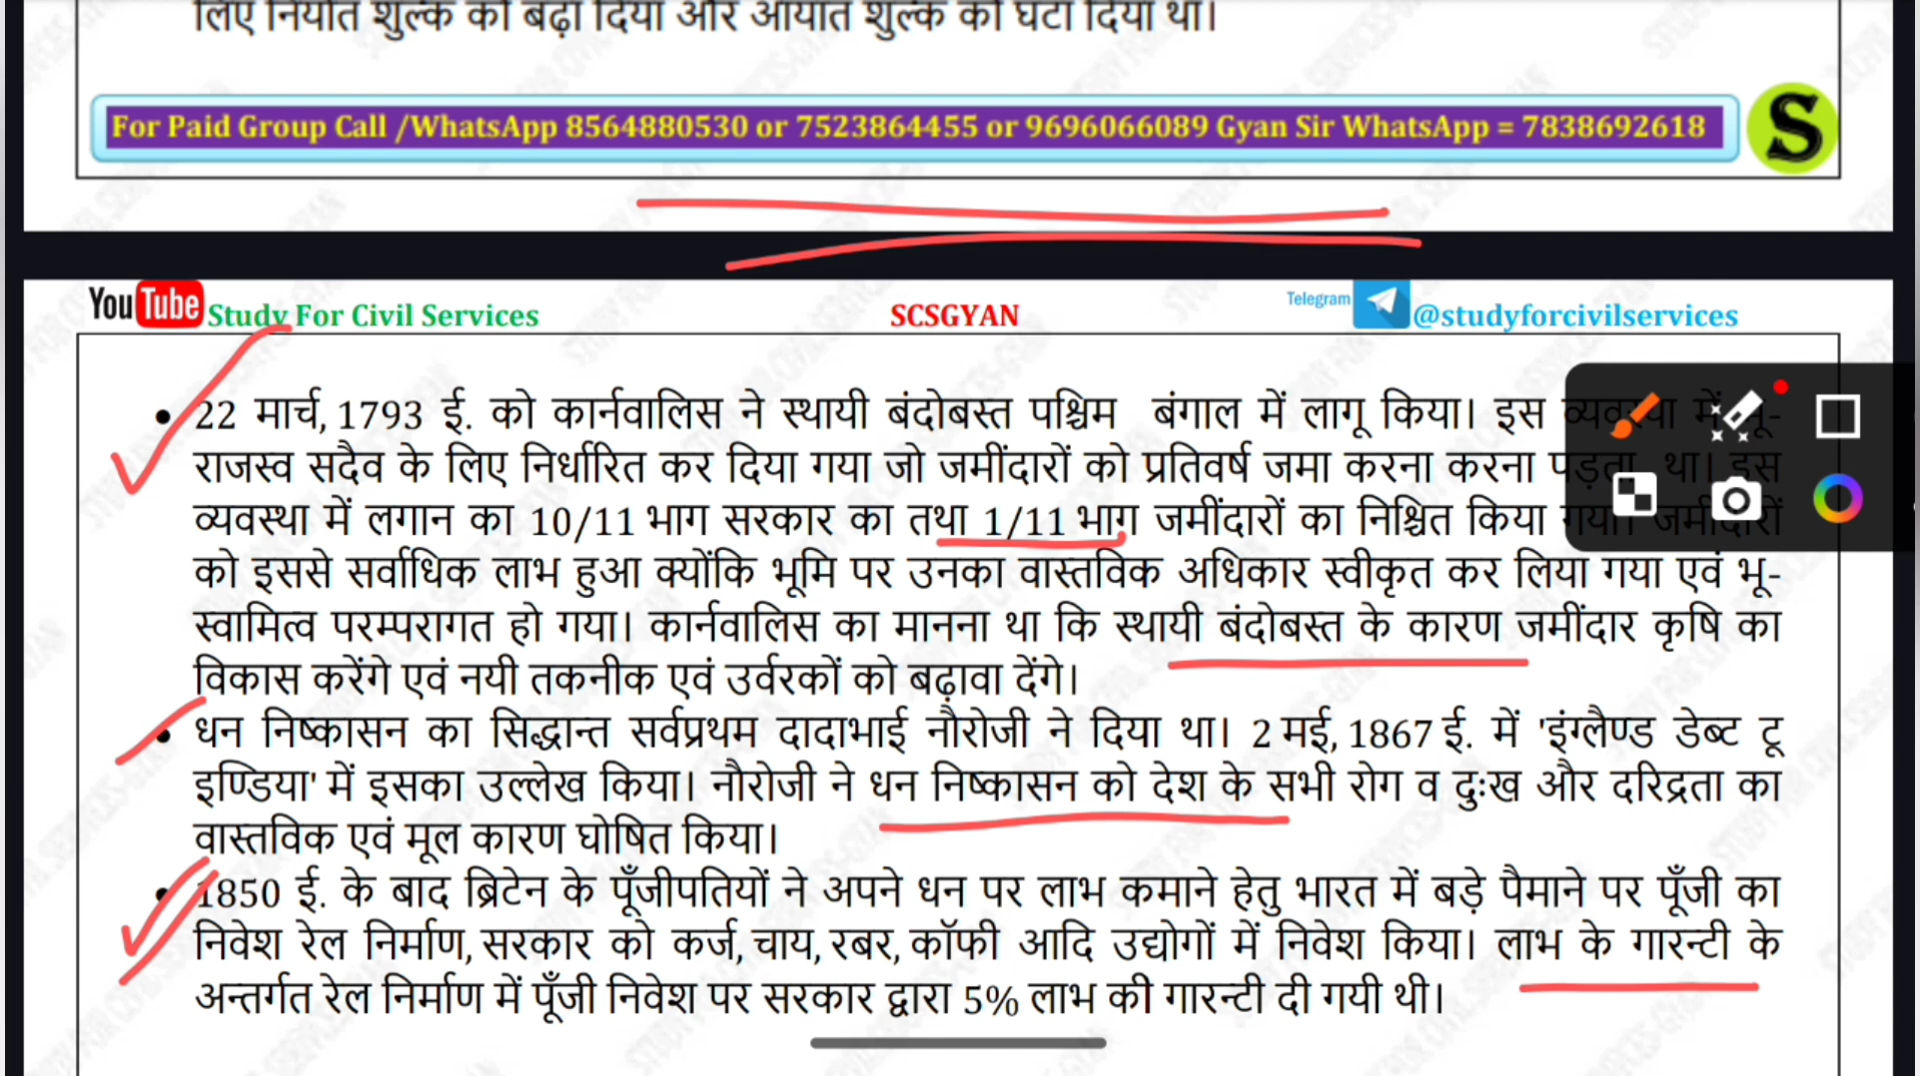 लिए निर्यात शुल्क को बढ़ा दिया और आयात शुल्क को घटा दिया था।
For Paid Group Call /WhatsApp 8564880530 or 7523864455 or 9696066089 Gyan Sir WhatsApp = 7838692618
S
YouTube Study For Civil Services SCSGYAN Telegram @studyforcivilservices
• 22 मार्च, 1793 ई. को कार्नवालिस ने स्थायी बंदोबस्त पश्चिम बंगाल में लागू किया। इस व्यवस्था में भू-
राजस्व सदैव के लिए निर्धारित कर दिया गया जो जमींदारों को प्रतिवर्ष जमा करना करना पड़ता था। इस
व्यवस्था में लगान का 10/11 भाग सरकार का तथा 1/11 भाग जमींदारों का निश्चित किया गया। जमींदारों
को इससे सर्वाधिक लाभ हुआ क्योंकि भूमि पर उनका वास्तविक अधिकार स्वीकृत कर लिया गया एवं भू-
स्वामित्व परम्परागत हो गया। कार्नवालिस का मानना था कि स्थायी बंदोबस्त के कारण जमींदार कृषि का
विकास करेंगे एवं नयी तकनीक एवं उर्वरकों को बढ़ावा देंगे।
• धन निष्कासन का सिद्धान्त सर्वप्रथम दादाभाई नौरोजी ने दिया था। 2 मई, 1867 ई. में 'इंग्लैण्ड डेब्ट टू
इण्डिया' में इसका उल्लेख किया। नौरोजी ने धन निष्कासन को देश के सभी रोग व दुःख और दरिद्रता का
वास्तविक एवं मूल कारण घोषित किया।
• 1850 ई. के बाद ब्रिटेन के पूँजीपतियों ने अपने धन पर लाभ कमाने हेतु भारत में बड़े पैमाने पर पूँजी का
निवेश रेल निर्माण, सरकार को कर्ज, चाय, रबर, कॉफी आदि उद्योगों में निवेश किया। लाभ के गारन्टी के
अन्तर्गत रेल निर्माण में पूँजी निवेश पर सरकार द्वारा 5% लाभ की गारन्टी दी गयी थी।